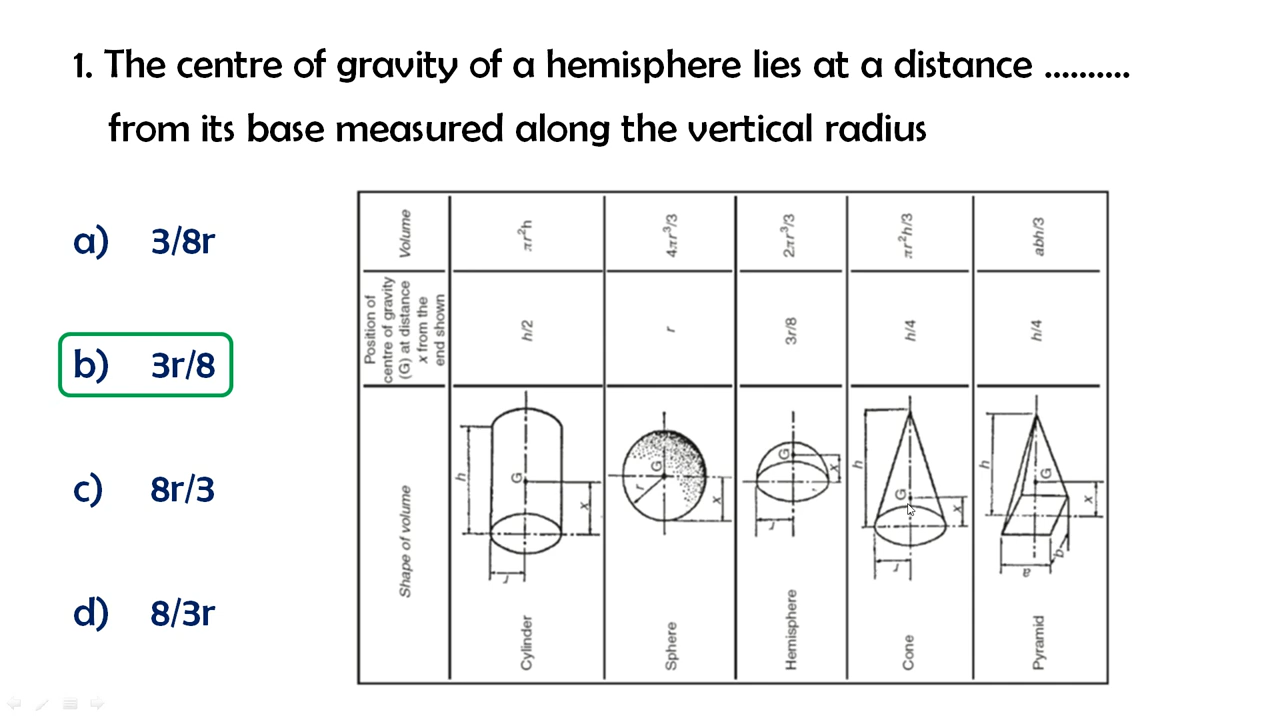 1. The centre of gravity of a hemisphere lies at a distance ..........
from its base measured along the vertical radius
a) 3/8r
b) 3r/8
c) 8r/3
d) 8/3r
Shape of volume
Position of
centre of gravity
(G) at distance
x from the
end shown
Volume
Cylinder
h
G
x
r
h/2
πr²h
Sphere
G
r
x
r
4πr³/3
Hemisphere
G
x
r
3r/8
2πr³/3
Cone
h
G
x
r
h/4
πr²h/3
Pyramid
h
G
x
a
b
h/4
abh/3